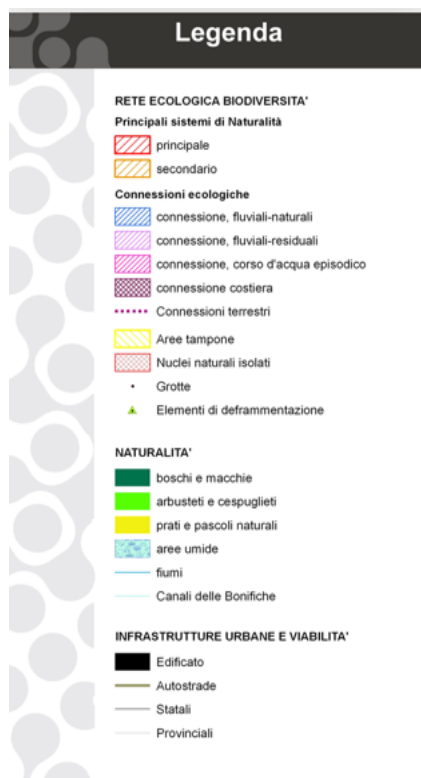 Legenda
RETE ECOLOGICA BIODIVERSITA'
Principali sistemi di Naturalità
principale
secondario
Connessioni ecologiche
connessione, fluviali-naturali
connessione, fluviali-residuali
connessione, corso d'acqua episodico
connessione costiera
Connessioni terrestri
Aree tampone
Nuclei naturali isolati
Grotte
Elementi di deframmentazione
NATURALITA'
boschi e macchie
arbusteti e cespuglieti
prati e pascoli naturali
aree umide
fiumi
Canali delle Bonifiche
INFRASTRUTTURE URBANE E VIABILITA'
Edificato
Autostrade
Statali
Provinciali